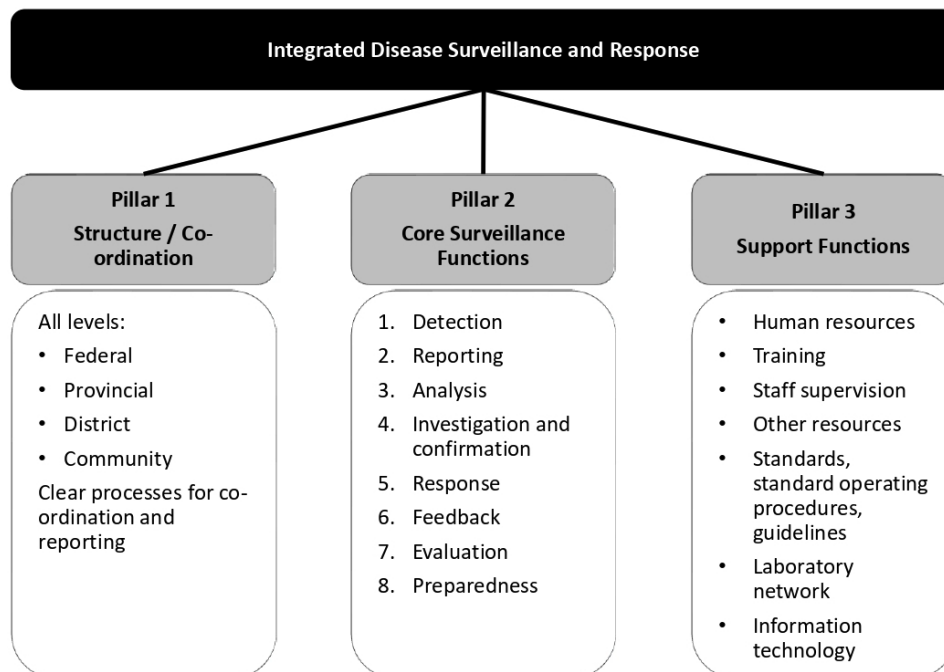 Integrated Disease Surveillance and Response
Pillar 1
Structure / Co-
ordination
All levels:
• Federal
• Provincial
• District
• Community
Clear processes for co-
ordination and
reporting
Pillar 2
Core Surveillance
Functions
1. Detection
2. Reporting
3. Analysis
4. Investigation and
confirmation
5. Response
6. Feedback
7. Evaluation
8. Preparedness
Pillar 3
Support Functions
• Human resources
• Training
• Staff supervision
• Other resources
• Standards,
standard operating
procedures,
guidelines
• Laboratory
network
• Information
technology